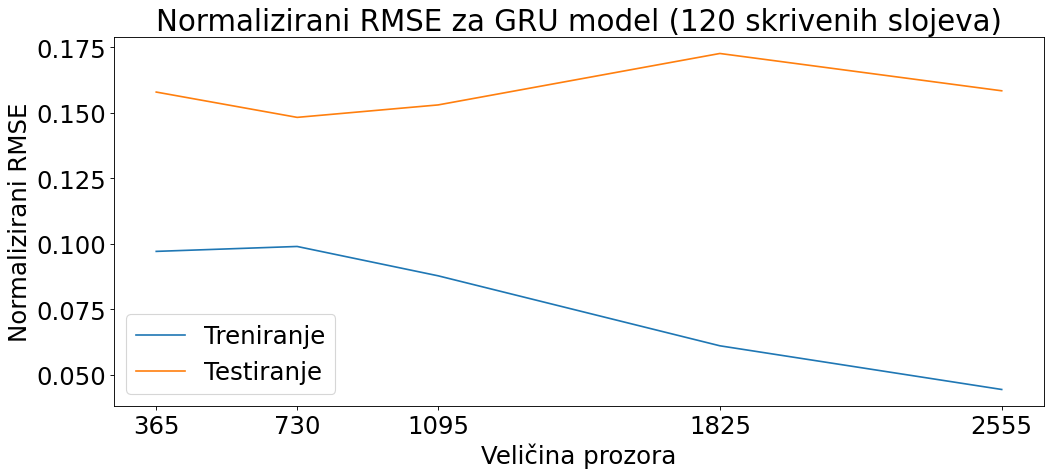 Normalizirani RMSE za GRU model (120 skrivenih slojeva)
Normalizirani RMSE
0.175
0.150
0.125
0.100
0.075
0.050
Treniranje
Testiranje
365 730 1095 1825 2555
Veličina prozora